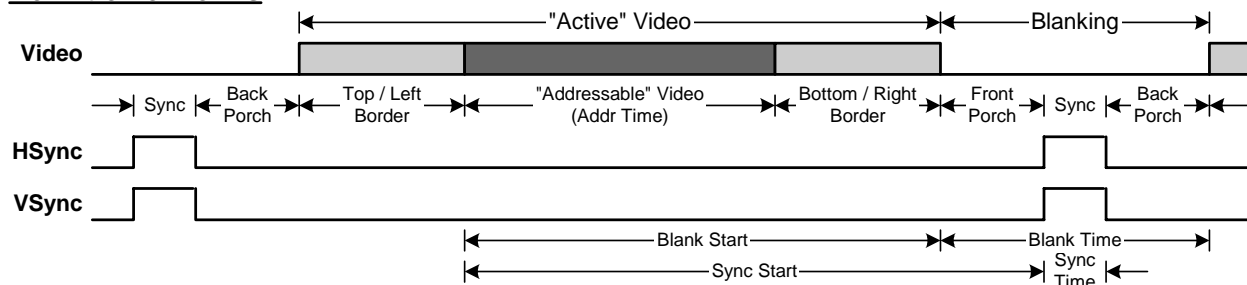 "Active" Video
Blanking
Video
Sync
Back
Porch
Top / Left
Border
"Addressable" Video
(Addr Time)
Bottom / Right
Border
Front
Porch
Sync
Back
Porch
HSync
VSync
Blank Start
Blank Time
Sync Start
Sync
Time